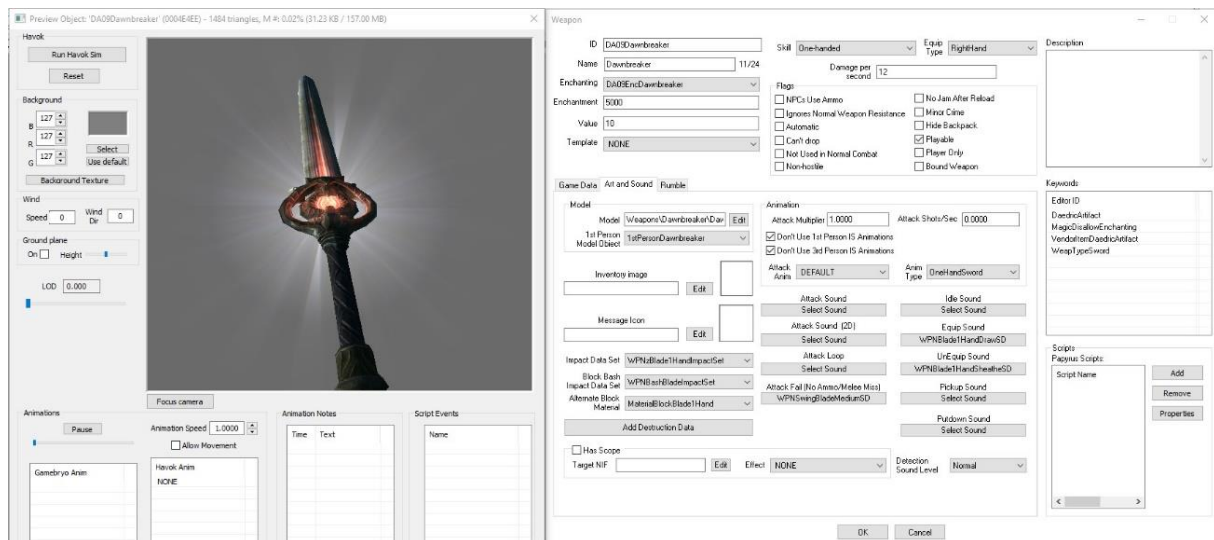 Preview Object: 'DA09Dawnbreaker' (0004E4EE) - 1484 triangles, M #: 0.02% (31.23 KB / 157.00 MB)
Havok
Run Havok Sim
Reset
Background
B 127
R 127
G 127
Select
Use default
Background Texture
Wind
Speed 0 Wind Dir 0
Ground plane
On Height
LOD 0.000
Focus camera
Animations
Pause
Animation Speed 1.0000
Allow Movement
Gamebryo Anim
Havok Anim
NONE
Animation Notes
Time Text
Script Events
Name
Weapon
ID DA09Dawnbreaker
Name Dawnbreaker 11/24
Enchanting DA09EncDawnbreaker
Enchantment 5000
Value 10
Template NONE
Skill One-handed
Equip Type RightHand
Damage per second 12
Flags
NPCs Use Ammo
Ignores Normal Weapon Resistance
Automatic
Can't drop
Not Used in Normal Combat
Non-hostile
No Jam After Reload
Minor Crime
Hide Backpack
Playable
Player Only
Bound Weapon
Description
Game Data Art and Sound Rumble
Model
Model Weapons\Dawnbreaker\Daw Edit
1st Person Model Object 1stPersonDawnbreaker
Inventory image
Edit
Message Icon
Edit
Impact Data Set WPNzBlade1HandImpactSet
Block Bash Impact Data Set WPNBashBladeImpactSet
Alternate Block Material MaterialBlockBlade1Hand
Add Destruction Data
Has Scope
Target NIF Edit Effect NONE
Animation
Attack Multiplier 1.0000 Attack Shots/Sec 0.0000
Don't Use 1st Person IS Animations
Don't Use 3rd Person IS Animations
Attack Anim DEFAULT
Anim Type OneHandSword
Attack Sound
Select Sound
Attack Sound (2D)
Select Sound
Attack Loop
Select Sound
Attack Fail (No Ammo/Melee Miss)
WPNSwingBladeMediumSD
Idle Sound
Select Sound
Equip Sound
WPNBlade1HandDrawSD
UnEquip Sound
WPNBlade1HandSheatheSD
Pickup Sound
Select Sound
Putdown Sound
Select Sound
Detection Sound Level Normal
Keywords
Editor ID
DaedricArtifact
MagicDisallowEnchanting
VendorItemDaedricArtifact
WeapTypeSword
Scripts
Papyrus Scripts:
Script Name
Add
Remove
Properties
OK
Cancel